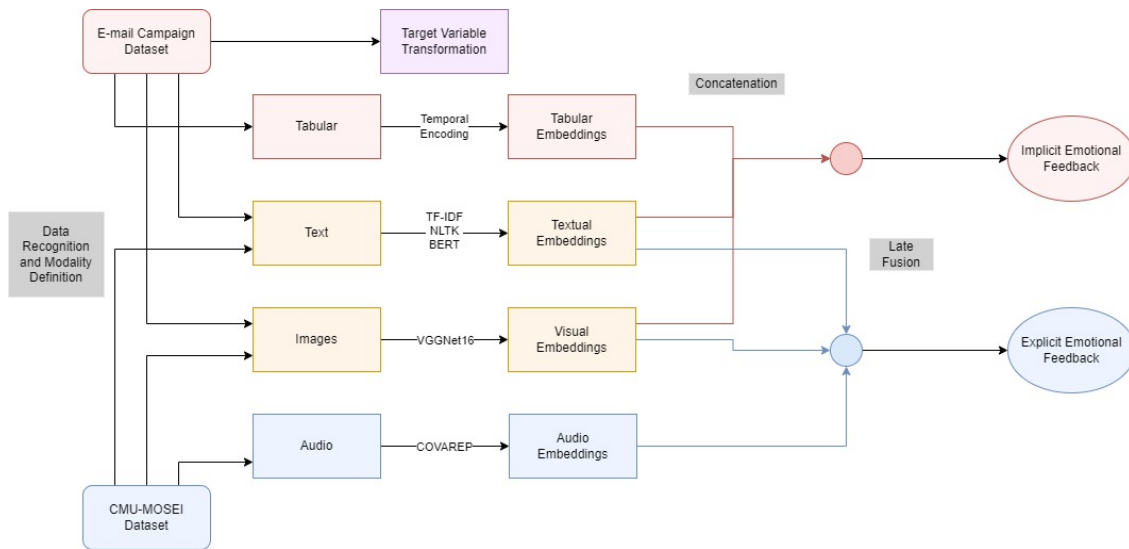 E-mail Campaign
Dataset
Target Variable
Transformation
Concatenation
Tabular
Temporal
Encoding
Tabular
Embeddings
Implicit Emotional
Feedback
Data
Recognition
and Modality
Definition
Text
TF-IDF
NLTK
BERT
Textual
Embeddings
Late
Fusion
Images
VGGNet16
Visual
Embeddings
Explicit Emotional
Feedback
Audio
COVAREP
Audio
Embeddings
CMU-MOSEI
Dataset